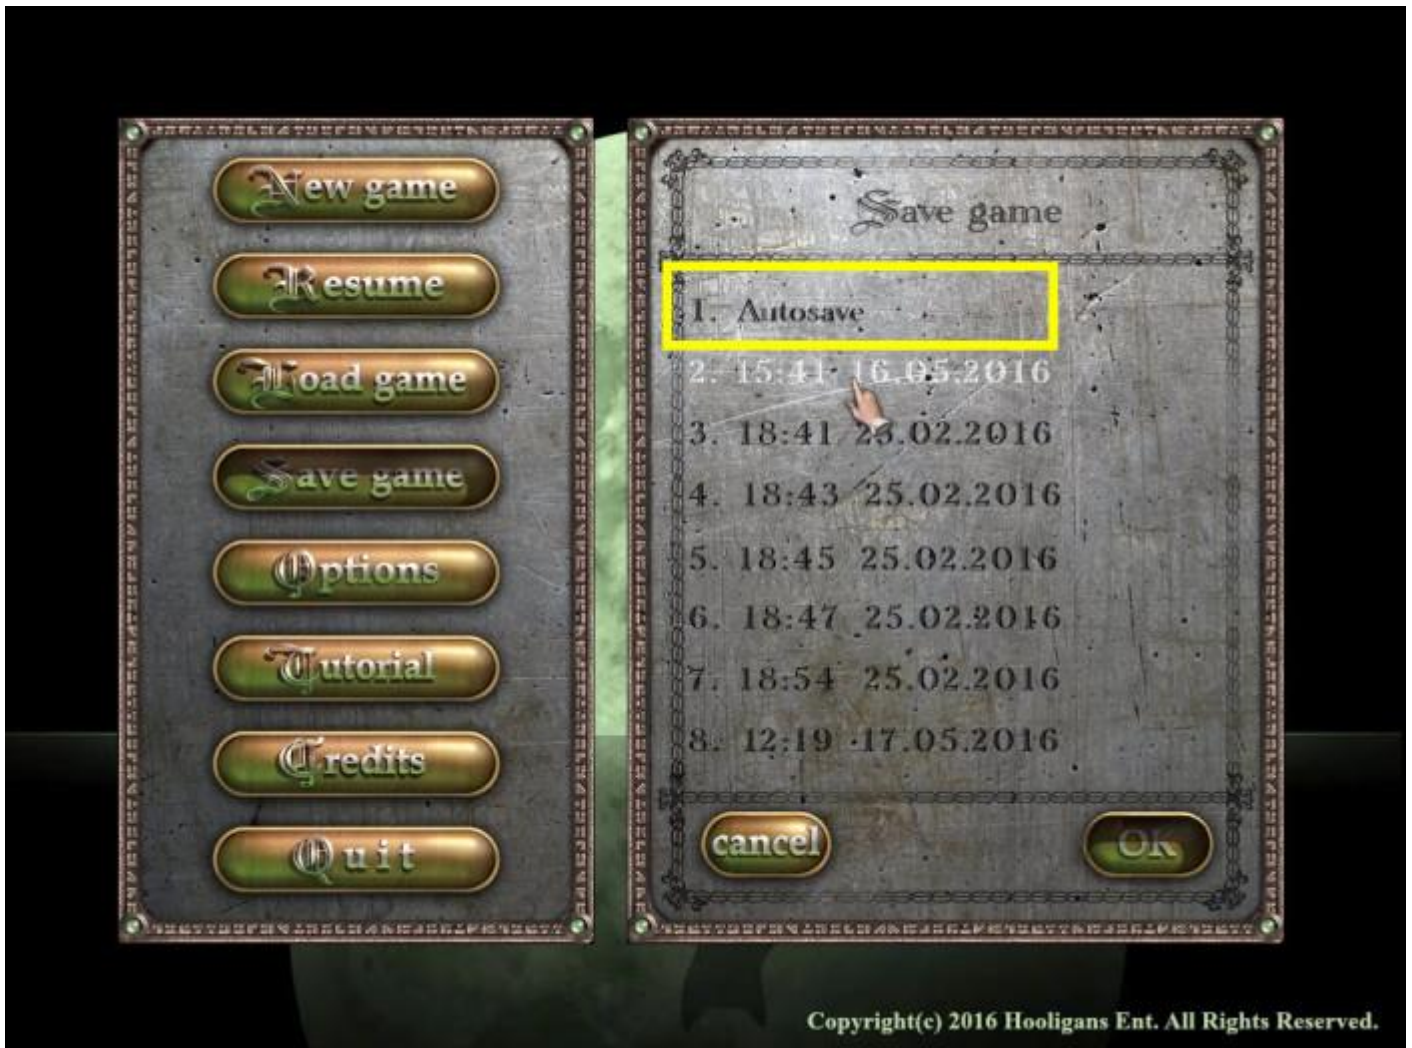 New game
Resume
Load game
Save game
Options
Tutorial
Credits
Quit
Save game
1. Autosave
2. 15:41 16.05.2016
3. 18:41 23.02.2016
4. 18:43 25.02.2016
5. 18:45 25.02.2016
6. 18:47 25.02.2016
7. 18:54 25.02.2016
8. 12:19 17.05.2016
cancel
OK
Copyright(c) 2016 Hooligans Ent. All Rights Reserved.